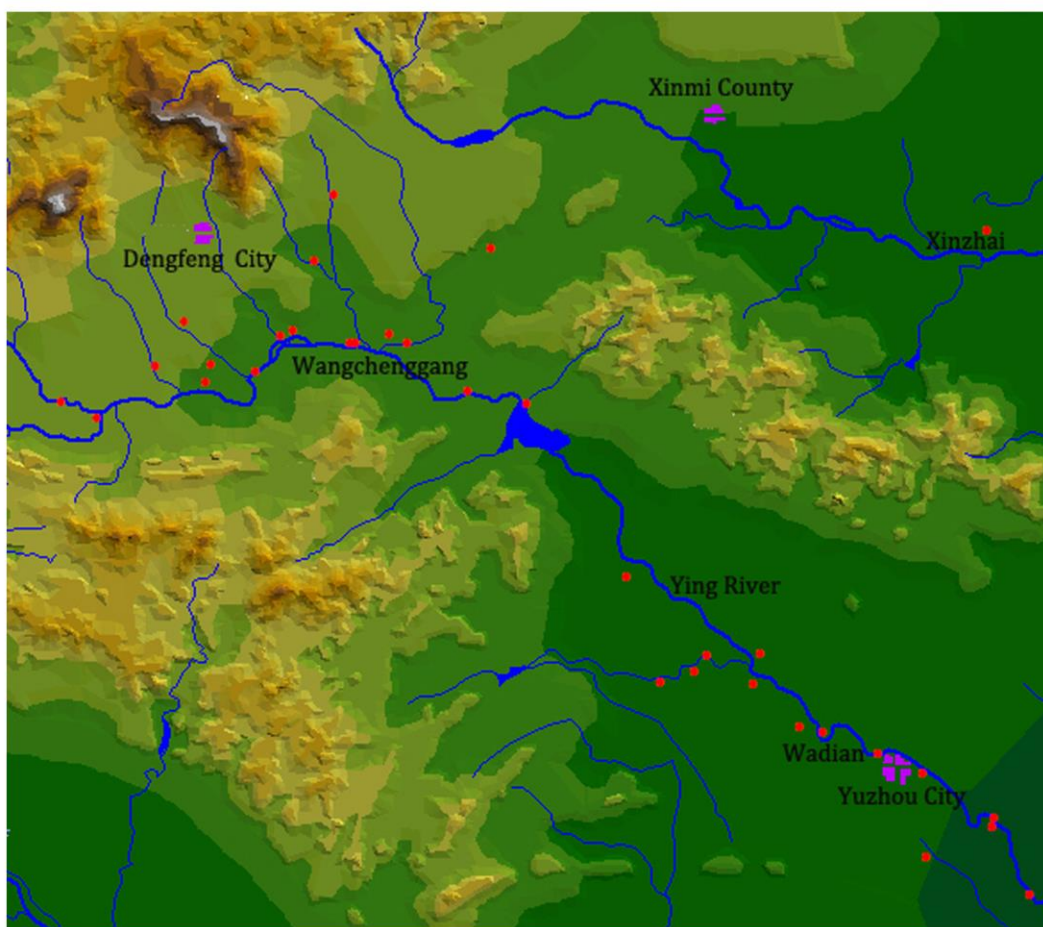 Xinmi County
Xinzhai
Dengfeng City
Wangchenggang
Ying River
Wadian
Yuzhou City